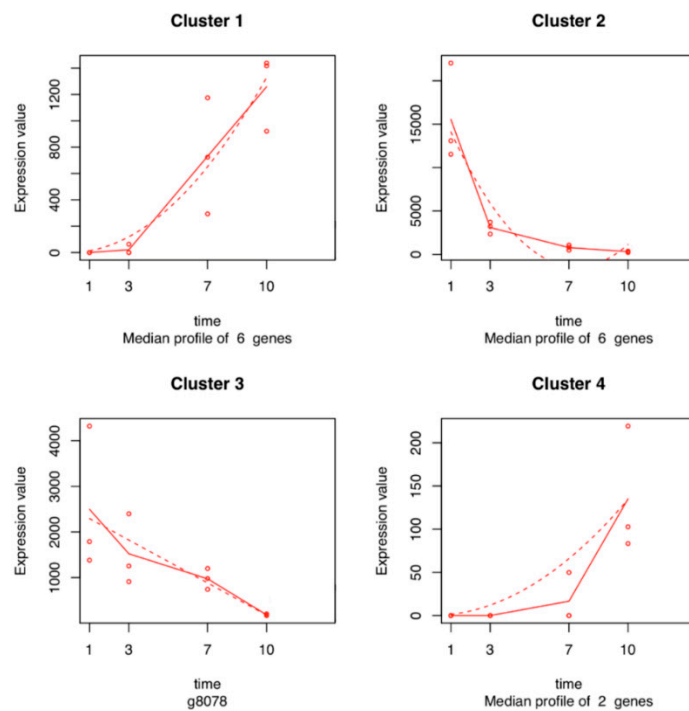 Cluster 1
Expression value
0
400
800
1200
1 3 7 10
time
Median profile of 6 genes
Cluster 2
Expression value
0
5000
15000
1 3 7 10
time
Median profile of 6 genes
Cluster 3
Expression value
1000
2000
3000
4000
1 3 7 10
time
g8078
Cluster 4
Expression value
0
50
100
150
200
1 3 7 10
time
Median profile of 2 genes